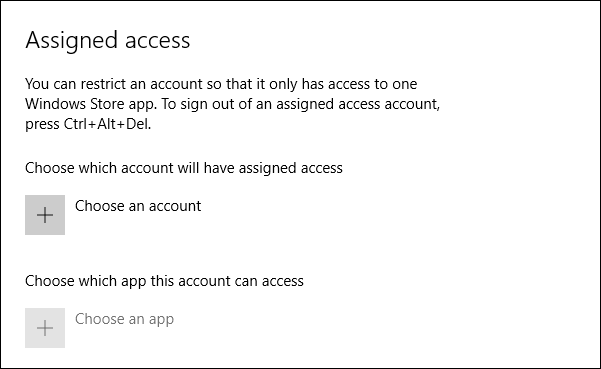 Assigned access
You can restrict an account so that it only has access to one
Windows Store app. To sign out of an assigned access account,
press Ctrl+Alt+Del.
Choose which account will have assigned access
Choose an account
Choose which app this account can access
Choose an app